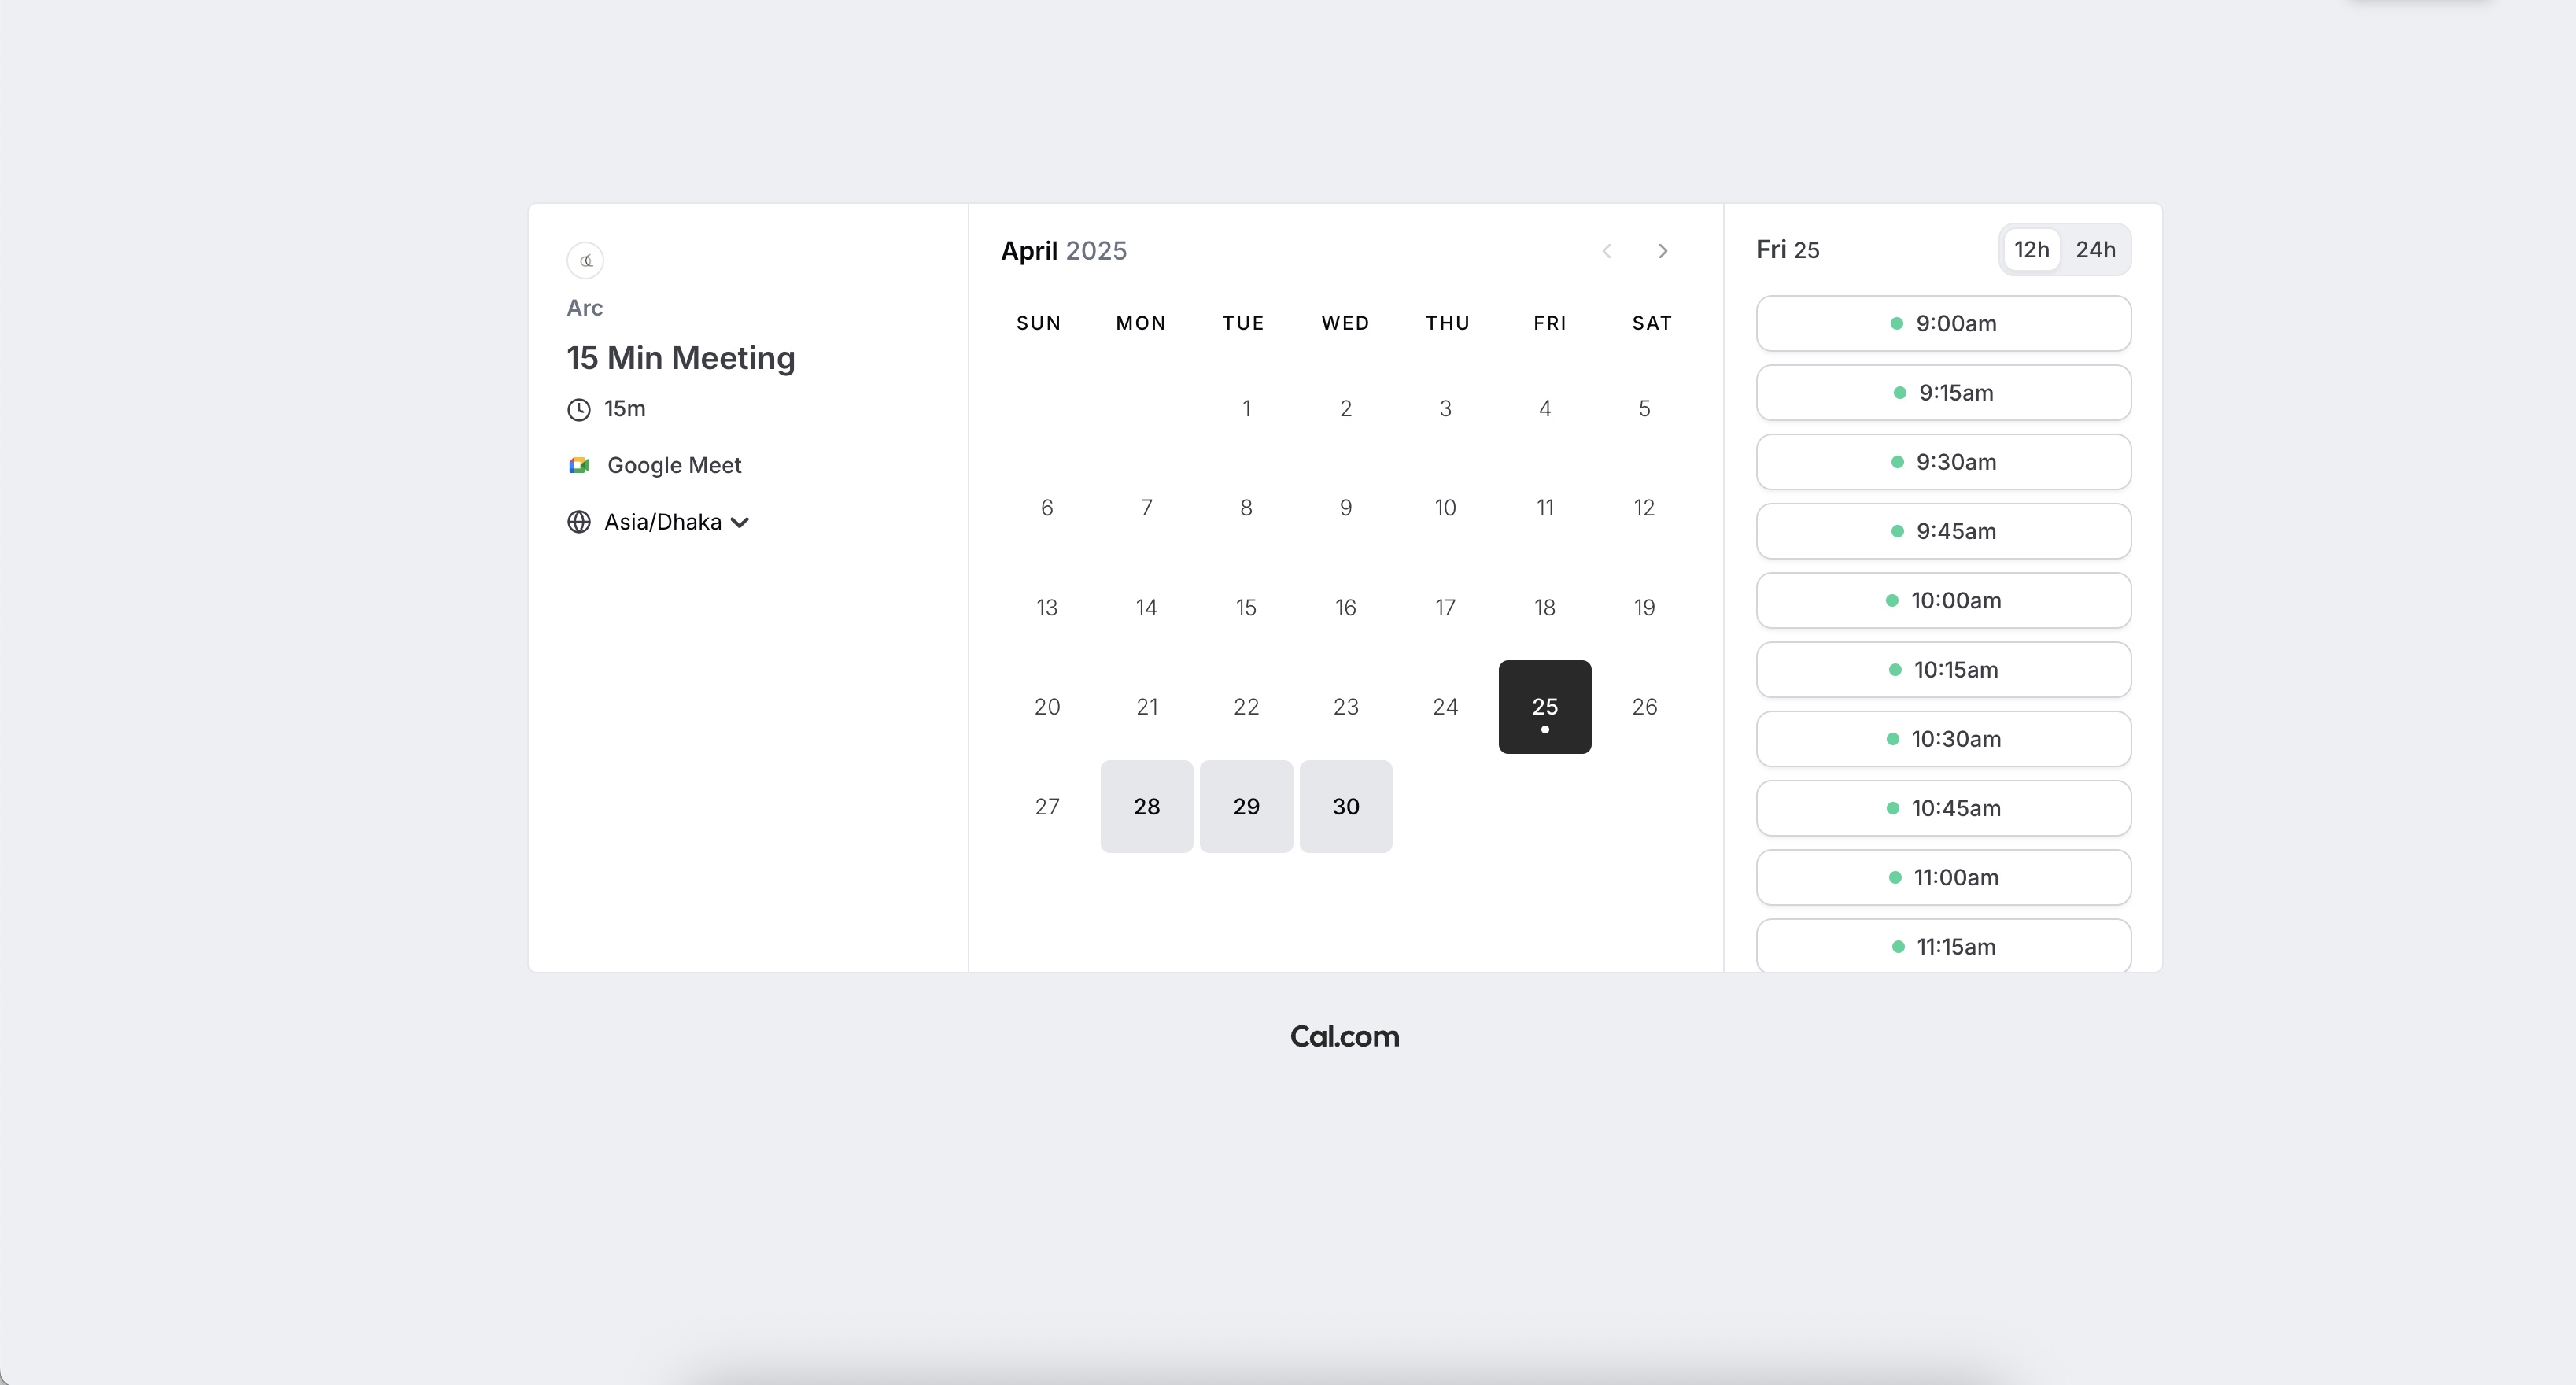 Arc
15 Min Meeting
15m
Google Meet
Asia/Dhaka
April 2025
SUN MON TUE WED THU FRI SAT
1 2 3 4 5
6 7 8 9 10 11 12
13 14 15 16 17 18 19
20 21 22 23 24 25 26
27 28 29 30
Fri 25
12h 24h
9:00am
9:15am
9:30am
9:45am
10:00am
10:15am
10:30am
10:45am
11:00am
11:15am
Cal.com